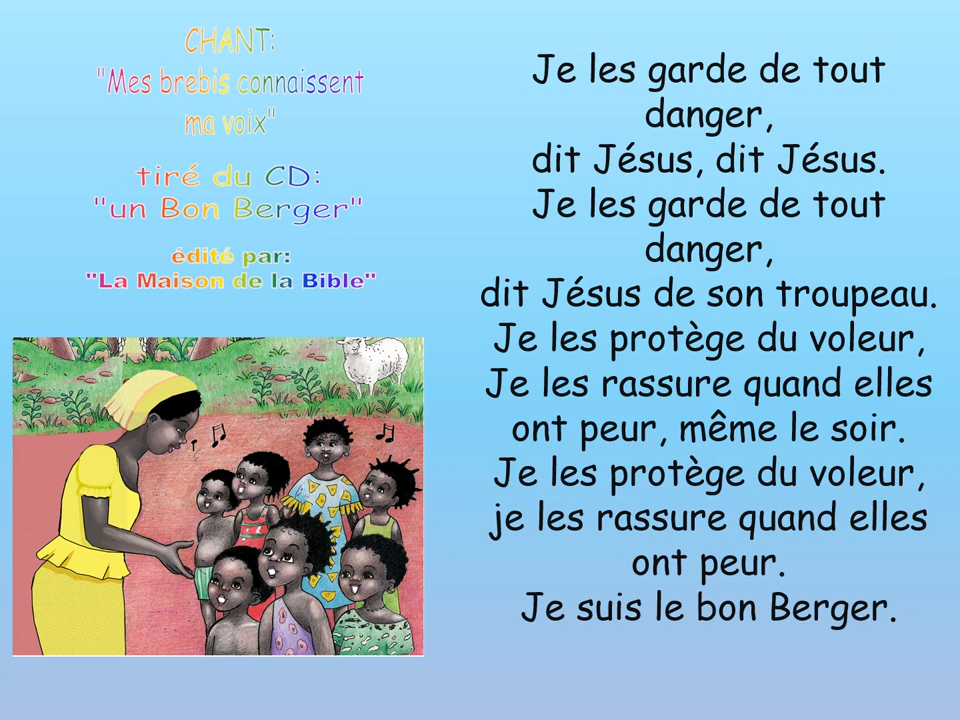 CHANT:
"Mes brebis connaissent
ma voix"
tiré du CD:
"un Bon Berger"
édité par:
"La Maison de la Bible"
Je les garde de tout
danger,
dit Jésus, dit Jésus.
Je les garde de tout
danger,
dit Jésus de son troupeau.
Je les protège du voleur,
Je les rassure quand elles
ont peur, même le soir.
Je les protège du voleur,
je les rassure quand elles
ont peur.
Je suis le bon Berger.